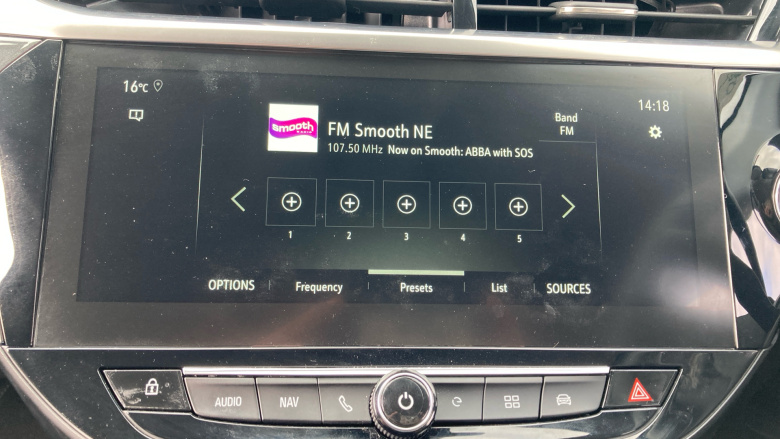 16°C
14:18
smooth
RADIO
FM Smooth NE
107.50 MHz Now on Smooth: ABBA with SOS
Band
FM
1 2 3 4 5
OPTIONS Frequency Presets List SOURCES
AUDIO NAV